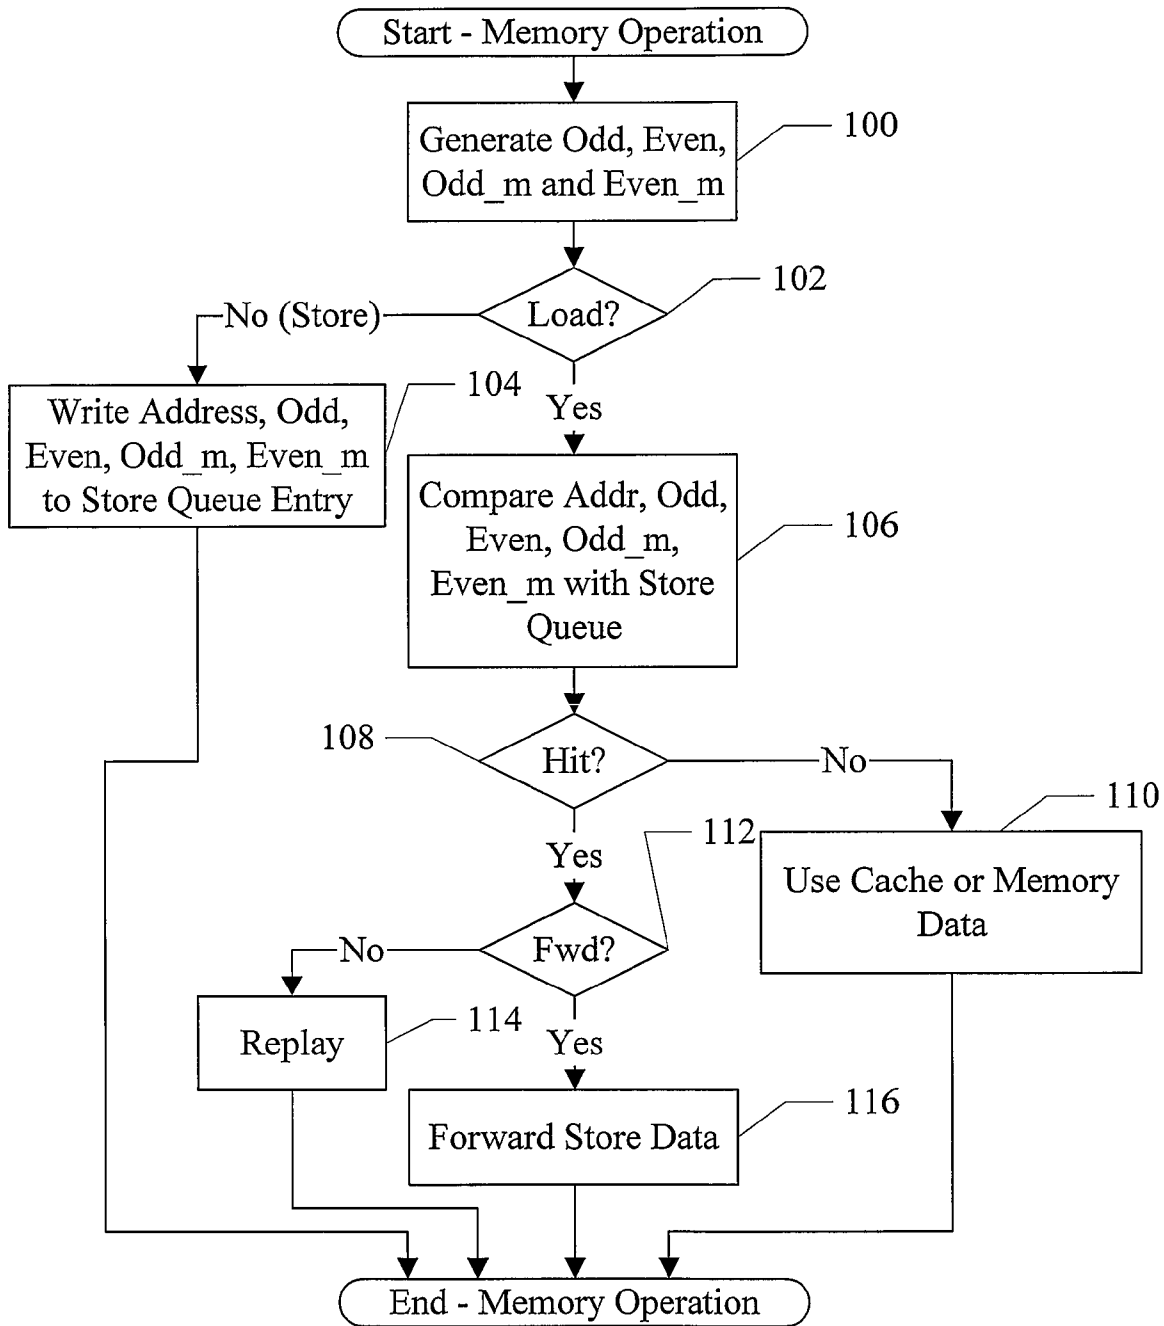 Start - Memory Operation
Generate Odd, Even,
Odd_m and Even_m
100
Load?
102
No (Store)
Yes
Write Address, Odd,
Even, Odd_m, Even_m
to Store Queue Entry
104
Compare Addr, Odd,
Even, Odd_m,
Even_m with Store
Queue
106
108
Hit?
No
110
Yes
112
Use Cache or Memory
Data
Fwd?
No
Replay
114
Yes
Forward Store Data
116
End - Memory Operation